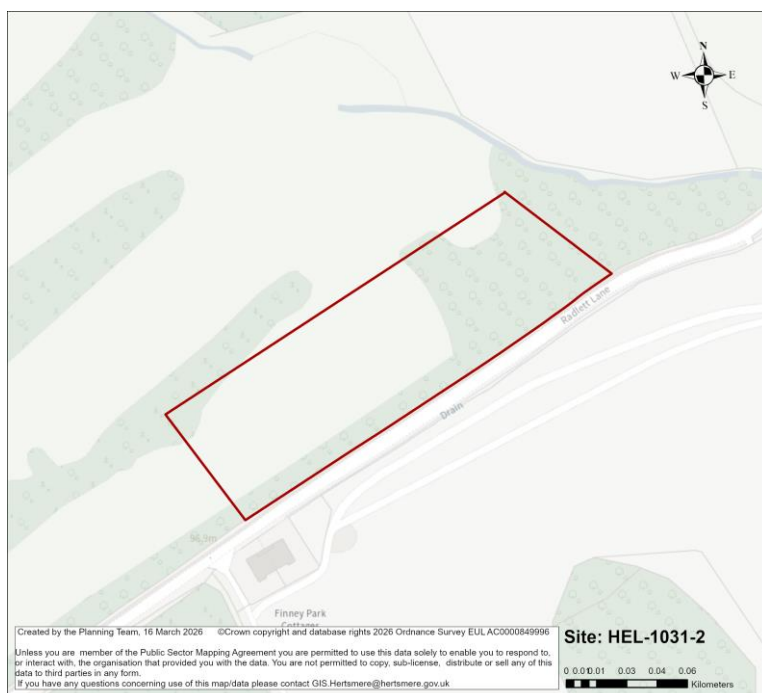 N
W E
S
Radlett Lane
Drain
Finney Park
Cottages
Created by the Planning Team, 16 March 2026 ©Crown copyright and database rights 2026 Ordnance Survey EUL AC0000849996
Unless you are member of the Public Sector Mapping Agreement you are permitted to use this data solely to enable you to respond to,
or interact with, the organisation that provided you with the data. You are not permitted to copy, sub-license, distribute or sell any of this
data to third parties in any form.
If you have any questions concerning use of this map/data please contact GIS.Hertsmere@hertsmere.gov.uk
Site: HEL-1031-2
0 0.01 0.01 0.03 0.04 0.06
Kilometers